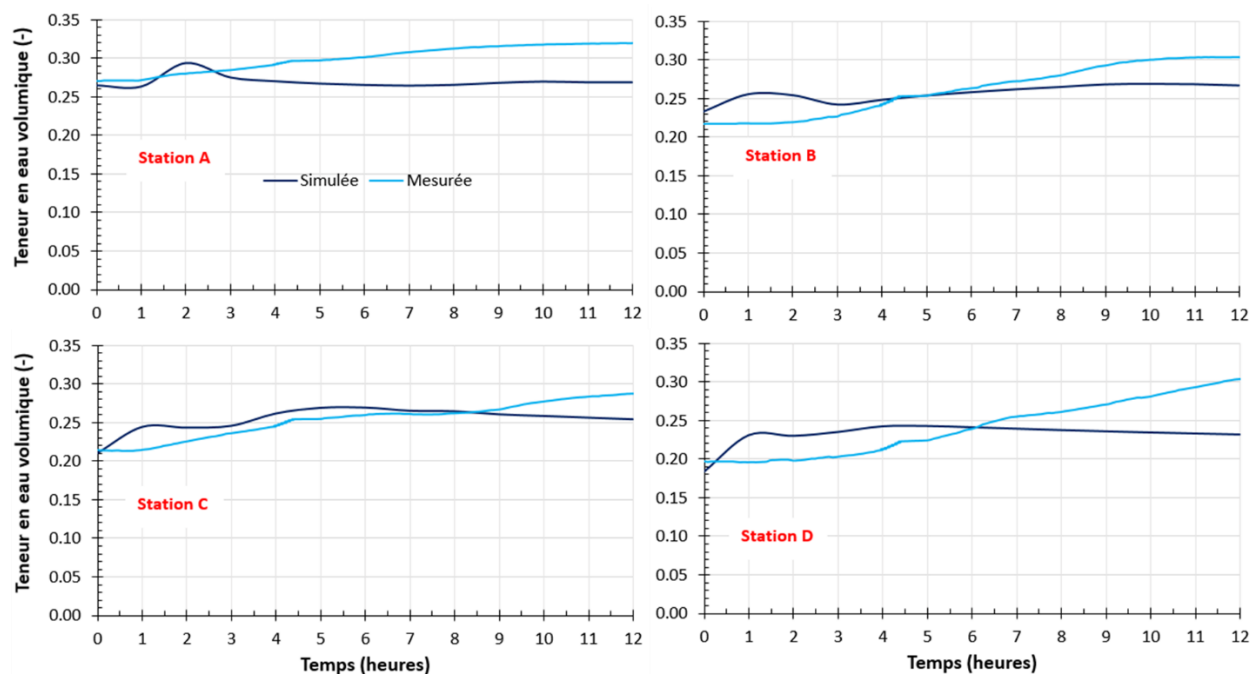 Teneur en eau volumique (-)
0.35
0.30
0.25
0.20
0.15
0.10
0.05
0.00
Station A
Simulée Mesurée
0 1 2 3 4 5 6 7 8 9 10 11 12
0.35
0.30
0.25
0.20
0.15
0.10
0.05
0.00
Station B
0 1 2 3 4 5 6 7 8 9 10 11 12
Teneur en eau volumique (-)
0.35
0.30
0.25
0.20
0.15
0.10
0.05
0.00
Station C
0 1 2 3 4 5 6 7 8 9 10 11 12
Temps (heures)
0.35
0.30
0.25
0.20
0.15
0.10
0.05
0.00
Station D
0 1 2 3 4 5 6 7 8 9 10 11 12
Temps (heures)